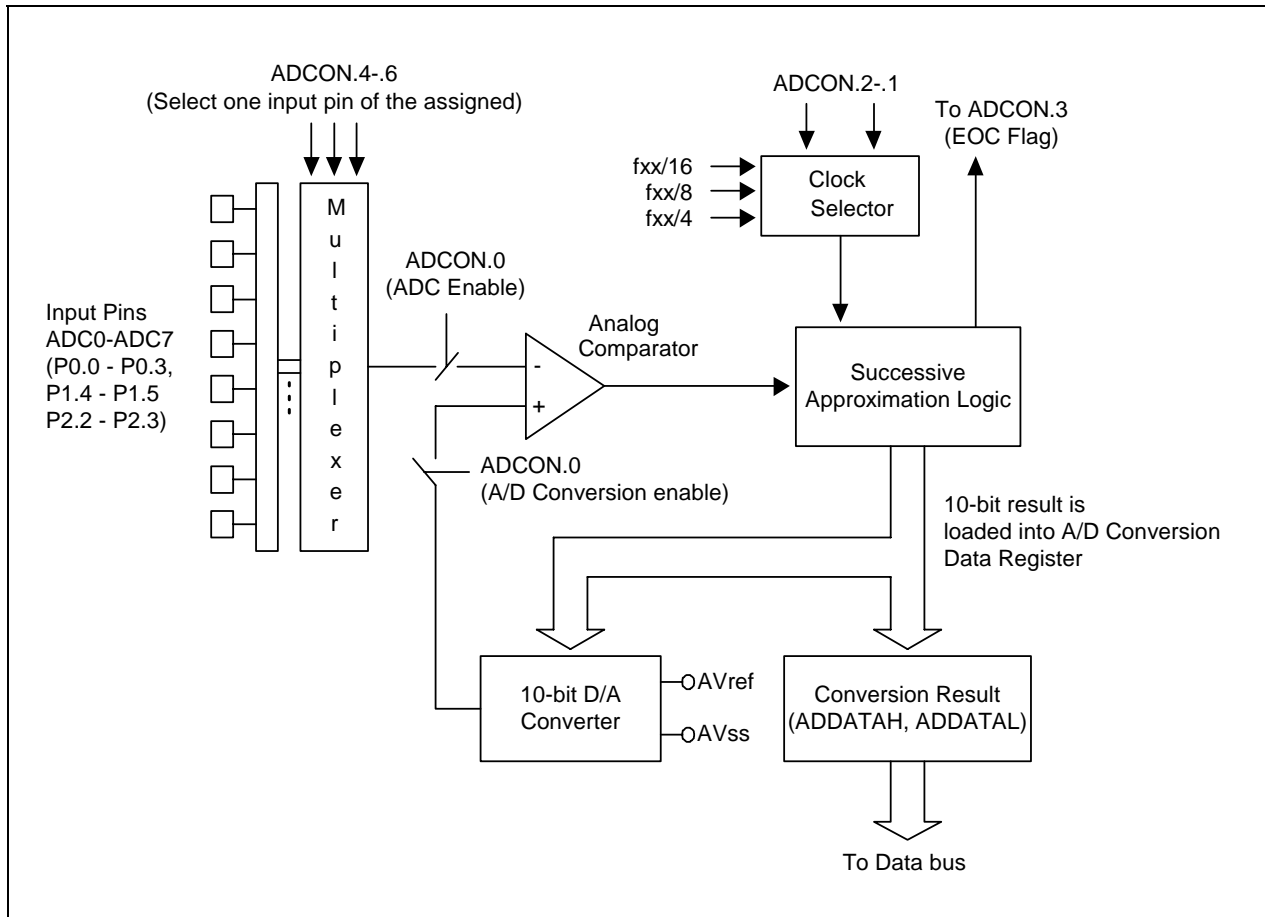 ADCON.4-.6
(Select one input pin of the assigned)
ADCON.2-.1
To ADCON.3
(EOC Flag)
fxx/16
fxx/8
fxx/4
Clock
Selector
Multiplexer
ADCON.0
(ADC Enable)
Input Pins
ADC0-ADC7
(P0.0 - P0.3,
P1.4 - P1.5
P2.2 - P2.3)
Analog
Comparator
-
+
Successive
Approximation Logic
ADCON.0
(A/D Conversion enable)
10-bit result is
loaded into A/D Conversion
Data Register
10-bit D/A
Converter
AVref
AVss
Conversion Result
(ADDATAH, ADDATAL)
To Data bus